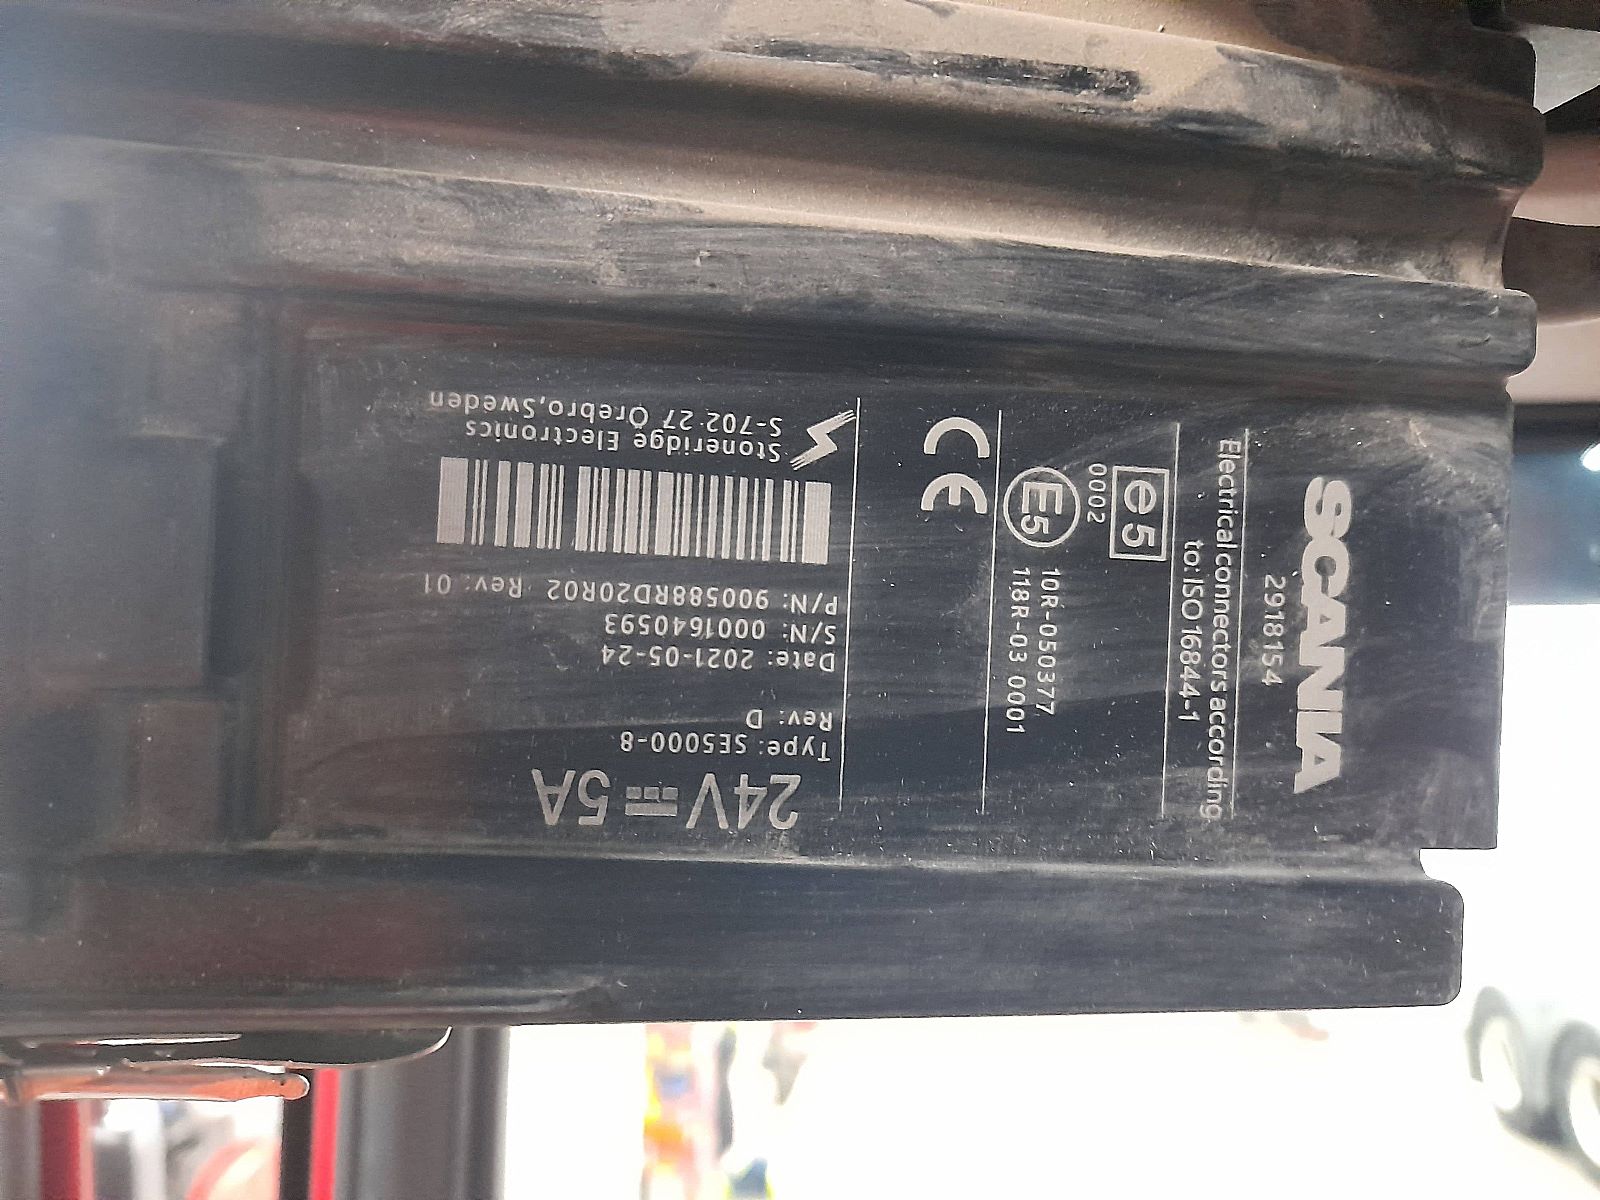 SCANIA
2918154
Electrical connectors according
to: ISO 16844-1
e5
0002
E5
10R-050377
118R-03 0001
CE
24V 5A
Type: SE5000-8
Rev: D
Date: 2021-05-24
S/N: 0001640593
P/N: 900588RD20R02 Rev: 01
Stoneridge Electronics
S-702 27 Örebro,Sweden